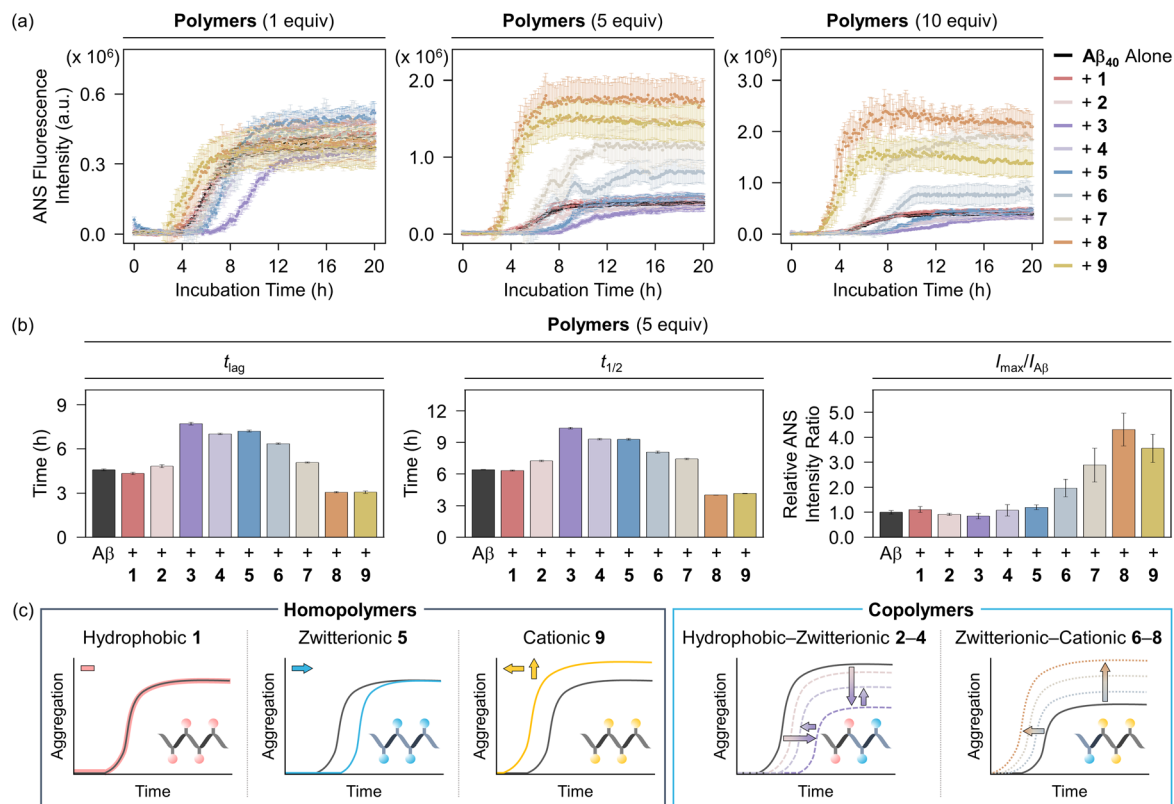 (a)
Polymers (1 equiv)
Polymers (5 equiv)
Polymers (10 equiv)
(x 10⁶)
(x 10⁶)
(x 10⁶)
ANS Fluorescence
Intensity (a.u.)
0.6
0.3
0.0
2.0
1.0
0.0
3.0
2.0
1.0
0.0
0 4 8 12 16 20
0 4 8 12 16 20
0 4 8 12 16 20
Incubation Time (h)
Incubation Time (h)
Incubation Time (h)
Aβ₄₀ Alone
+ 1
+ 2
+ 3
+ 4
+ 5
+ 6
+ 7
+ 8
+ 9
(b)
Polymers (5 equiv)
t_lag
t_1/2
I_max/I_Aβ
Time (h)
9
6
3
0
Aβ + + + + + + + + +
1 2 3 4 5 6 7 8 9
Time (h)
12
9
6
3
0
Aβ + + + + + + + + +
1 2 3 4 5 6 7 8 9
Relative ANS
Intensity Ratio
5.0
4.0
3.0
2.0
1.0
0.0
Aβ + + + + + + + + +
1 2 3 4 5 6 7 8 9
(c)
Homopolymers
Copolymers
Hydrophobic 1
Zwitterionic 5
Cationic 9
Hydrophobic–Zwitterionic 2–4
Zwitterionic–Cationic 6–8
Aggregation
Aggregation
Aggregation
Aggregation
Aggregation
Time
Time
Time
Time
Time